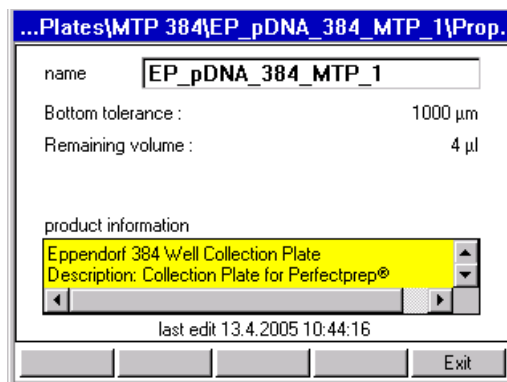 ...Plates\MTP 384\EP_pDNA_384_MTP_1\Prop.
name EP_pDNA_384_MTP_1
Bottom tolerance : 1000 µm
Remaining volume : 4 µl
product information
Eppendorf 384 Well Collection Plate
Description: Collection Plate for Perfectprep®
last edit 13.4.2005 10:44:16
Exit